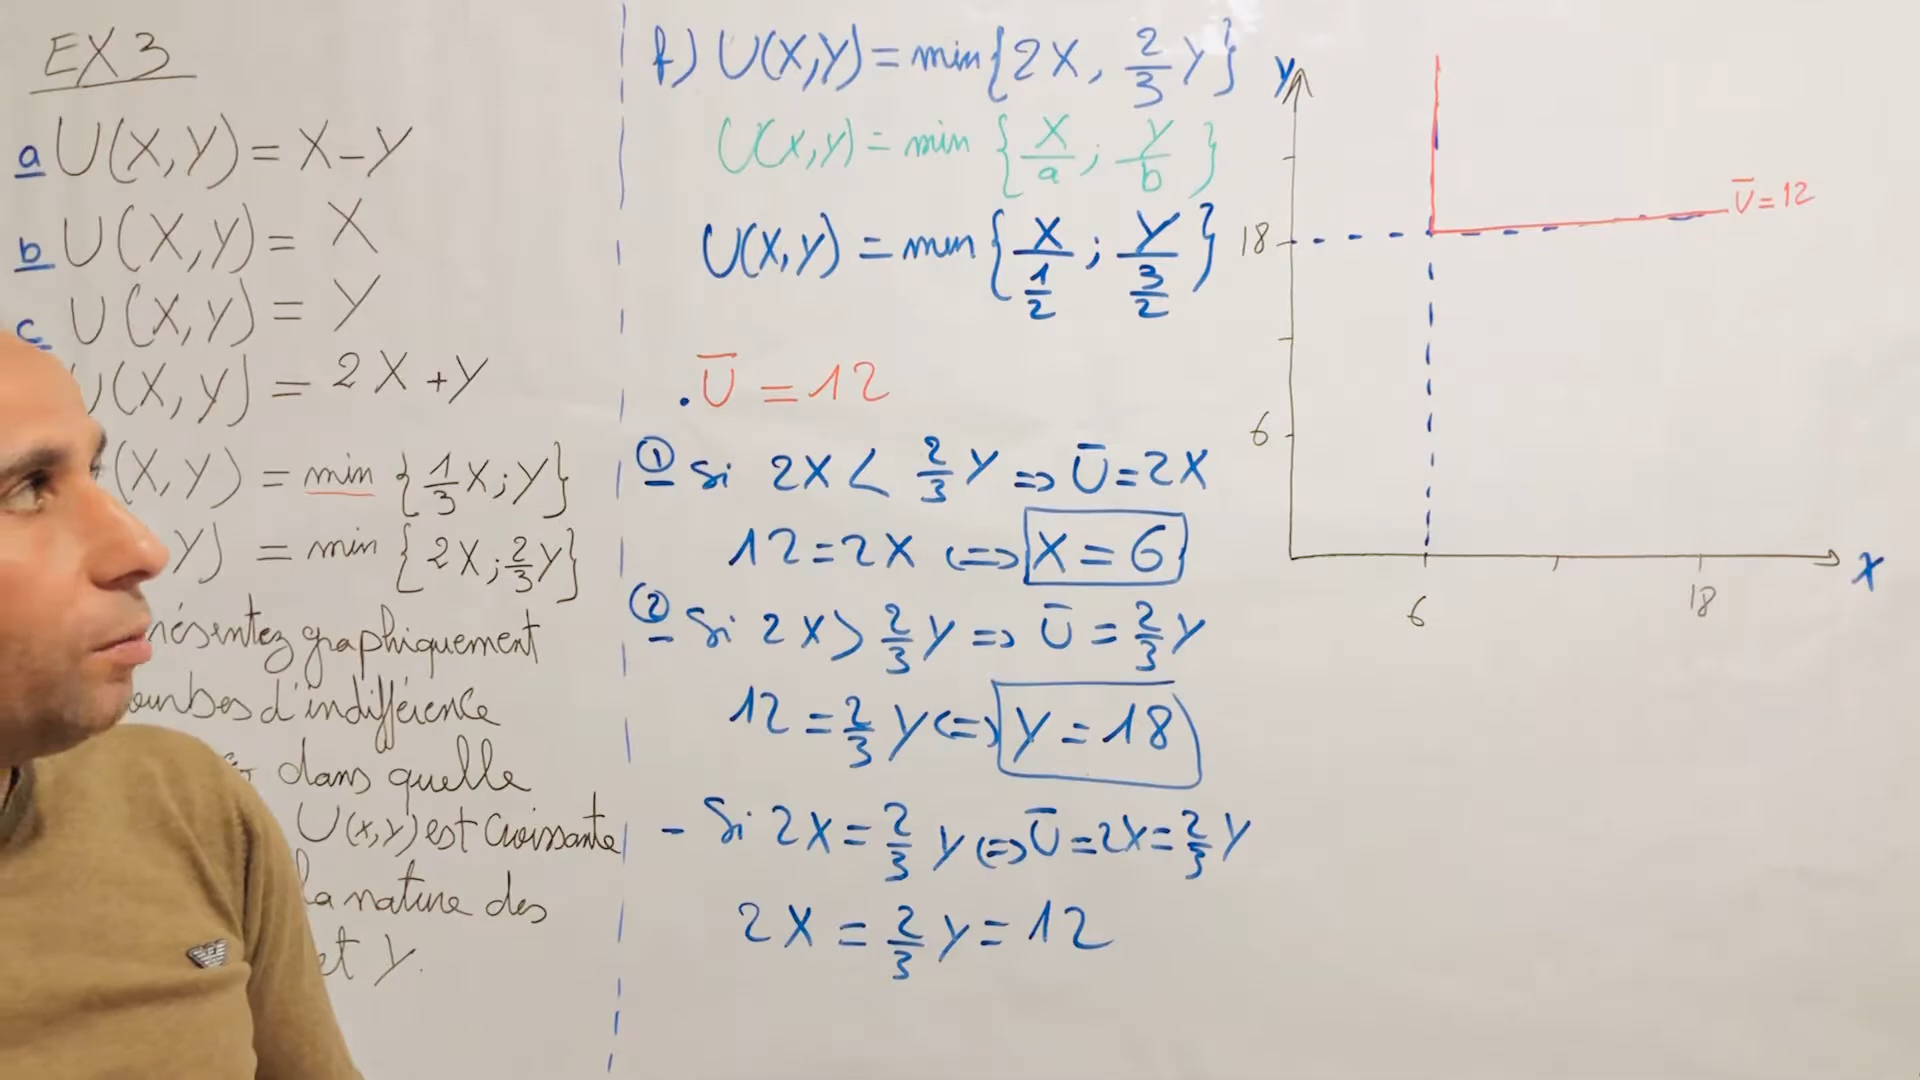 EX3
a U(X,Y) = X-Y
b U(X,Y) = X
c U(X,Y) = Y
U(X,Y) = 2X+Y
(X,Y) = min {1/3 X; Y}
Y) = min {2X; 2/3 Y}
résentez graphiquement
ourbes d'indifférence
dans quelle
U(x,y) est croissante
la nature des
et Y.
f) U(X,Y) = min{2X, 2/3 Y}
U(x,y) = min {X/a; Y/b}
U(X,Y) = min {X/(1/2); Y/(3/2)}
. Ū = 12
① Si 2X < 2/3 Y => Ū = 2X
12 = 2X <=> X = 6
② - Si 2X > 2/3 Y => Ū = 2/3 Y
12 = 2/3 Y <=> Y = 18
- Si 2X = 2/3 Y <=> Ū = 2X = 2/3 Y
2X = 2/3 Y = 12
Y
Ū = 12
18
6
X
6
18